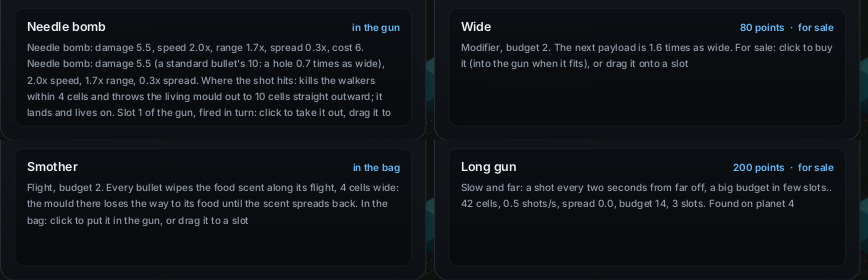 Needle bomb
in the gun
Needle bomb: damage 5.5, speed 2.0x, range 1.7x, spread 0.3x, cost 6.
Needle bomb: damage 5.5 (a standard bullet's 10: a hole 0.7 times as wide),
2.0x speed, 1.7x range, 0.3x spread. Where the shot hits: kills the walkers
within 4 cells and throws the living mould out to 10 cells straight outward; it
lands and lives on. Slot 1 of the gun, fired in turn: click to take it out, drag it to
Wide
80 points · for sale
Modifier, budget 2. The next payload is 1.6 times as wide. For sale: click to buy
it (into the gun when it fits), or drag it onto a slot
Smother
in the bag
Flight, budget 2. Every bullet wipes the food scent along its flight, 4 cells wide:
the mould there loses the way to its food until the scent spreads back. In the
bag: click to put it in the gun, or drag it to a slot
Long gun
200 points · for sale
Slow and far: a shot every two seconds from far off, a big budget in few slots..
42 cells, 0.5 shots/s, spread 0.0, budget 14, 3 slots. Found on planet 4